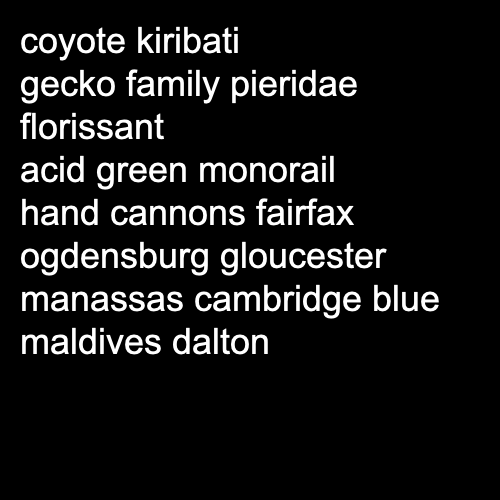 coyote kiribati
gecko family pieridae
florissant
acid green monorail
hand cannons fairfax
ogdensburg gloucester
manassas cambridge blue
maldives dalton